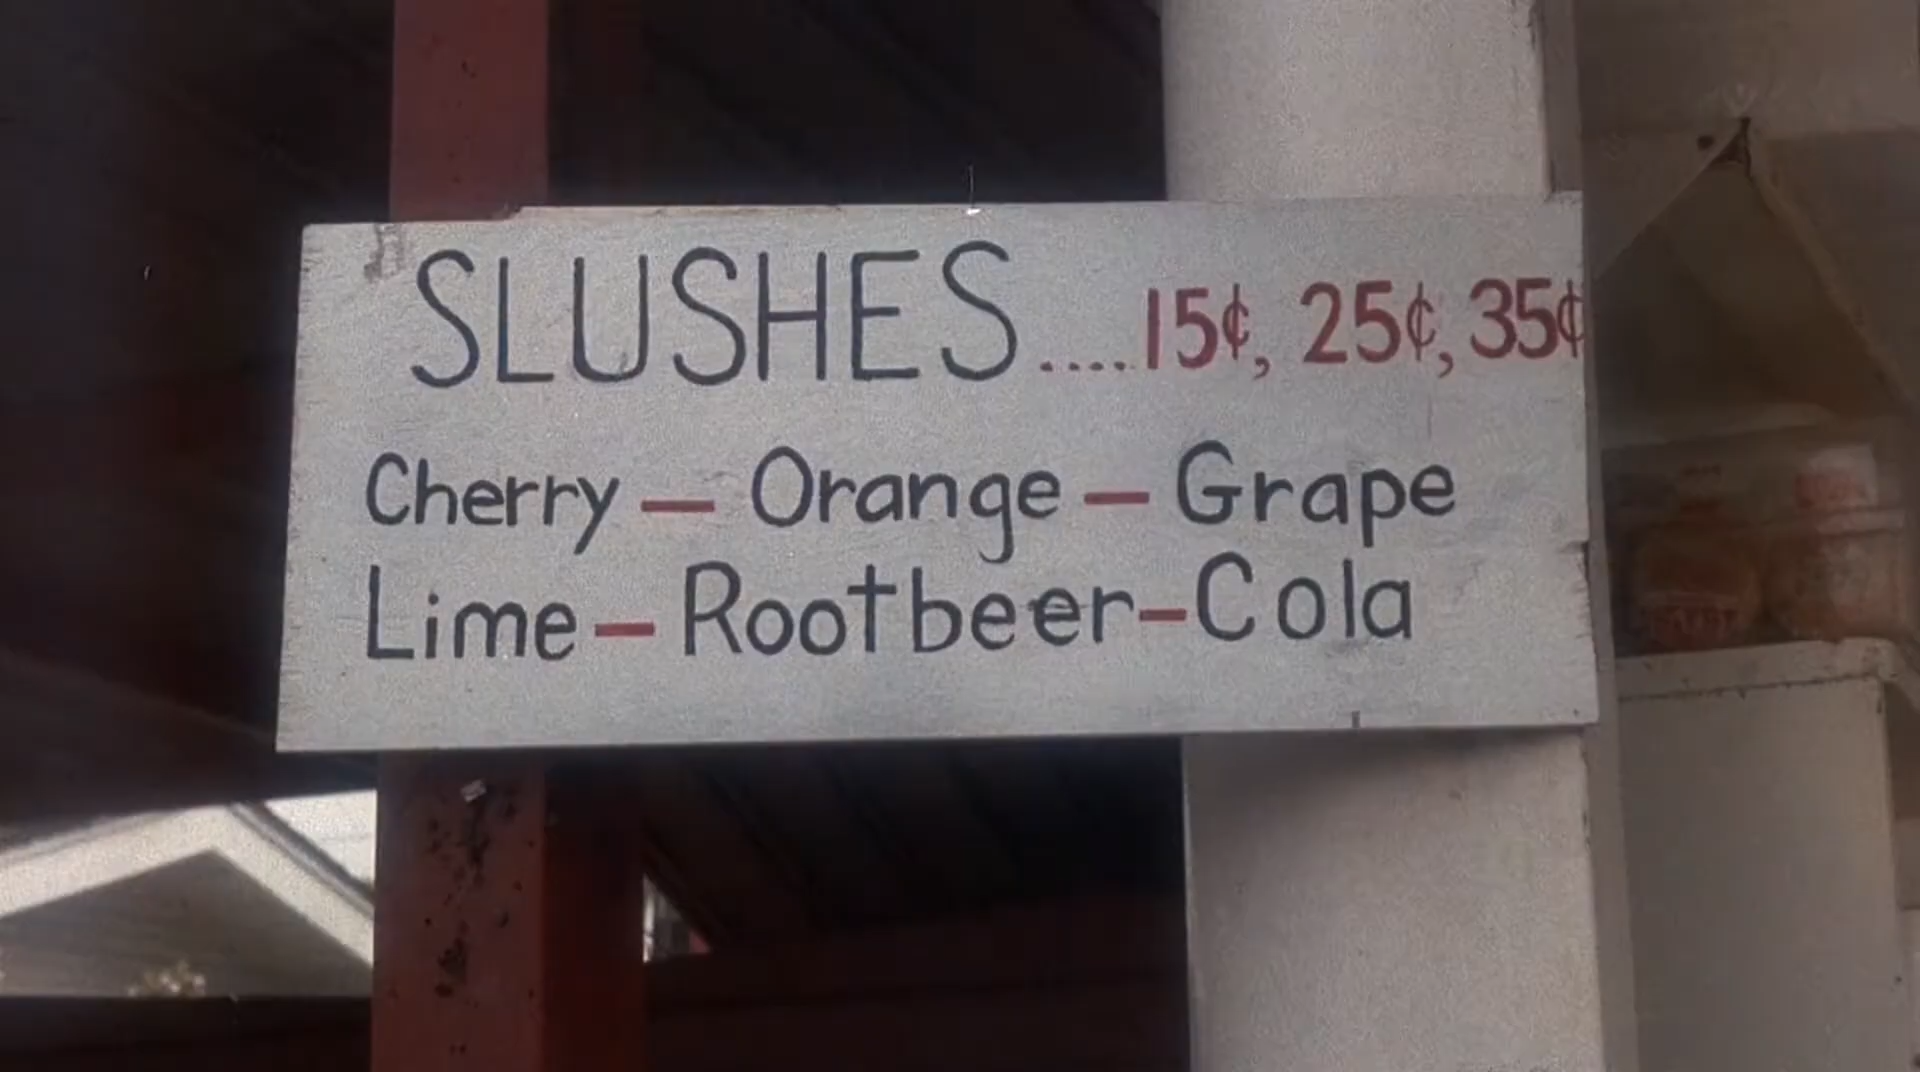 SLUSHES....15¢, 25¢, 35¢
Cherry — Orange — Grape
Lime — Rootbeer — Cola